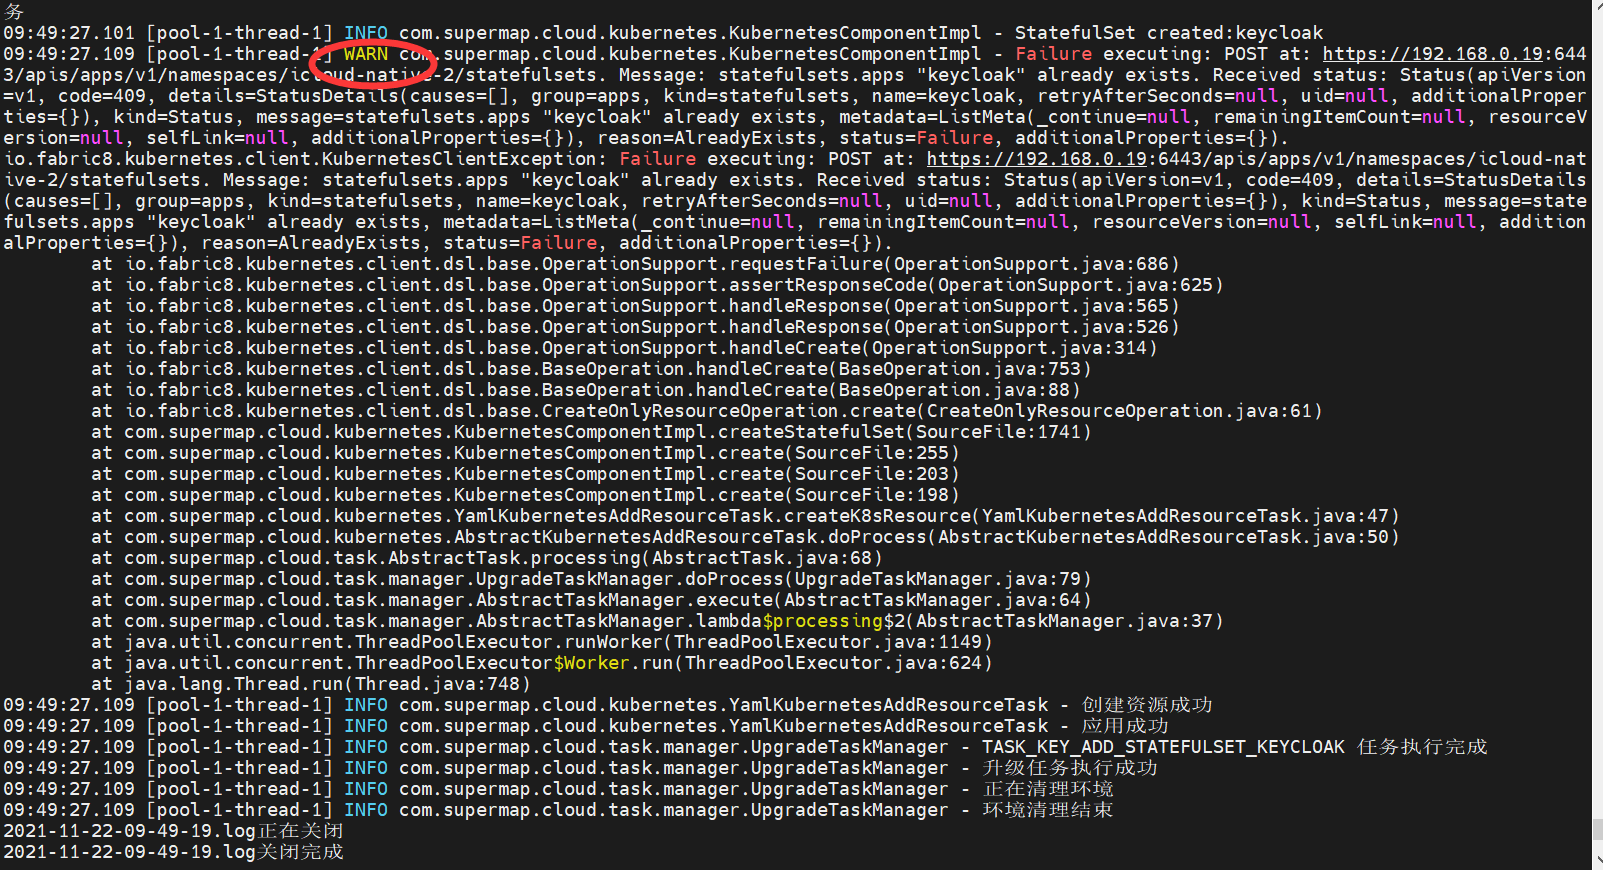 务
09:49:27.101 [pool-1-thread-1] INFO com.supermap.cloud.kubernetes.KubernetesComponentImpl - StatefulSet created:keycloak
09:49:27.109 [pool-1-thread-1] WARN com.supermap.cloud.kubernetes.KubernetesComponentImpl - Failure executing: POST at: https://192.168.0.19:644
3/apis/apps/v1/namespaces/icloud-native-2/statefulsets. Message: statefulsets.apps "keycloak" already exists. Received status: Status(apiVersion
=v1, code=409, details=StatusDetails(causes=[], group=apps, kind=statefulsets, name=keycloak, retryAfterSeconds=null, uid=null, additionalProper
ties={}), kind=Status, message=statefulsets.apps "keycloak" already exists, metadata=ListMeta(_continue=null, remainingItemCount=null, resourceV
ersion=null, selfLink=null, additionalProperties={}), reason=AlreadyExists, status=Failure, additionalProperties={}).
io.fabric8.kubernetes.client.KubernetesClientException: Failure executing: POST at: https://192.168.0.19:6443/apis/apps/v1/namespaces/icloud-nat
ive-2/statefulsets. Message: statefulsets.apps "keycloak" already exists. Received status: Status(apiVersion=v1, code=409, details=StatusDetails
(causes=[], group=apps, kind=statefulsets, name=keycloak, retryAfterSeconds=null, uid=null, additionalProperties={}), kind=Status, message=state
fulsets.apps "keycloak" already exists, metadata=ListMeta(_continue=null, remainingItemCount=null, resourceVersion=null, selfLink=null, addition
alProperties={}), reason=AlreadyExists, status=Failure, additionalProperties={}).
at io.fabric8.kubernetes.client.dsl.base.OperationSupport.requestFailure(OperationSupport.java:686)
at io.fabric8.kubernetes.client.dsl.base.OperationSupport.assertResponseCode(OperationSupport.java:625)
at io.fabric8.kubernetes.client.dsl.base.OperationSupport.handleResponse(OperationSupport.java:565)
at io.fabric8.kubernetes.client.dsl.base.OperationSupport.handleResponse(OperationSupport.java:526)
at io.fabric8.kubernetes.client.dsl.base.OperationSupport.handleCreate(OperationSupport.java:314)
at io.fabric8.kubernetes.client.dsl.base.BaseOperation.handleCreate(BaseOperation.java:753)
at io.fabric8.kubernetes.client.dsl.base.BaseOperation.handleCreate(BaseOperation.java:88)
at io.fabric8.kubernetes.client.dsl.base.CreateOnlyResourceOperation.create(CreateOnlyResourceOperation.java:61)
at com.supermap.cloud.kubernetes.KubernetesComponentImpl.createStatefulSet(SourceFile:1741)
at com.supermap.cloud.kubernetes.KubernetesComponentImpl.create(SourceFile:255)
at com.supermap.cloud.kubernetes.KubernetesComponentImpl.create(SourceFile:203)
at com.supermap.cloud.kubernetes.KubernetesComponentImpl.create(SourceFile:198)
at com.supermap.cloud.kubernetes.YamlKubernetesAddResourceTask.createK8sResource(YamlKubernetesAddResourceTask.java:47)
at com.supermap.cloud.kubernetes.AbstractKubernetesAddResourceTask.doProcess(AbstractKubernetesAddResourceTask.java:50)
at com.supermap.cloud.task.AbstractTask.processing(AbstractTask.java:68)
at com.supermap.cloud.task.manager.UpgradeTaskManager.doProcess(UpgradeTaskManager.java:79)
at com.supermap.cloud.task.manager.AbstractTaskManager.execute(AbstractTaskManager.java:64)
at com.supermap.cloud.task.manager.AbstractTaskManager.lambda$processing$2(AbstractTaskManager.java:37)
at java.util.concurrent.ThreadPoolExecutor.runWorker(ThreadPoolExecutor.java:1149)
at java.util.concurrent.ThreadPoolExecutor$Worker.run(ThreadPoolExecutor.java:624)
at java.lang.Thread.run(Thread.java:748)
09:49:27.109 [pool-1-thread-1] INFO com.supermap.cloud.kubernetes.YamlKubernetesAddResourceTask - 创建资源成功
09:49:27.109 [pool-1-thread-1] INFO com.supermap.cloud.kubernetes.YamlKubernetesAddResourceTask - 应用成功
09:49:27.109 [pool-1-thread-1] INFO com.supermap.cloud.task.manager.UpgradeTaskManager - TASK_KEY_ADD_STATEFULSET_KEYCLOAK 任务执行完成
09:49:27.109 [pool-1-thread-1] INFO com.supermap.cloud.task.manager.UpgradeTaskManager - 升级任务执行成功
09:49:27.109 [pool-1-thread-1] INFO com.supermap.cloud.task.manager.UpgradeTaskManager - 正在清理环境
09:49:27.109 [pool-1-thread-1] INFO com.supermap.cloud.task.manager.UpgradeTaskManager - 环境清理结束
2021-11-22-09-49-19.log正在关闭
2021-11-22-09-49-19.log关闭完成